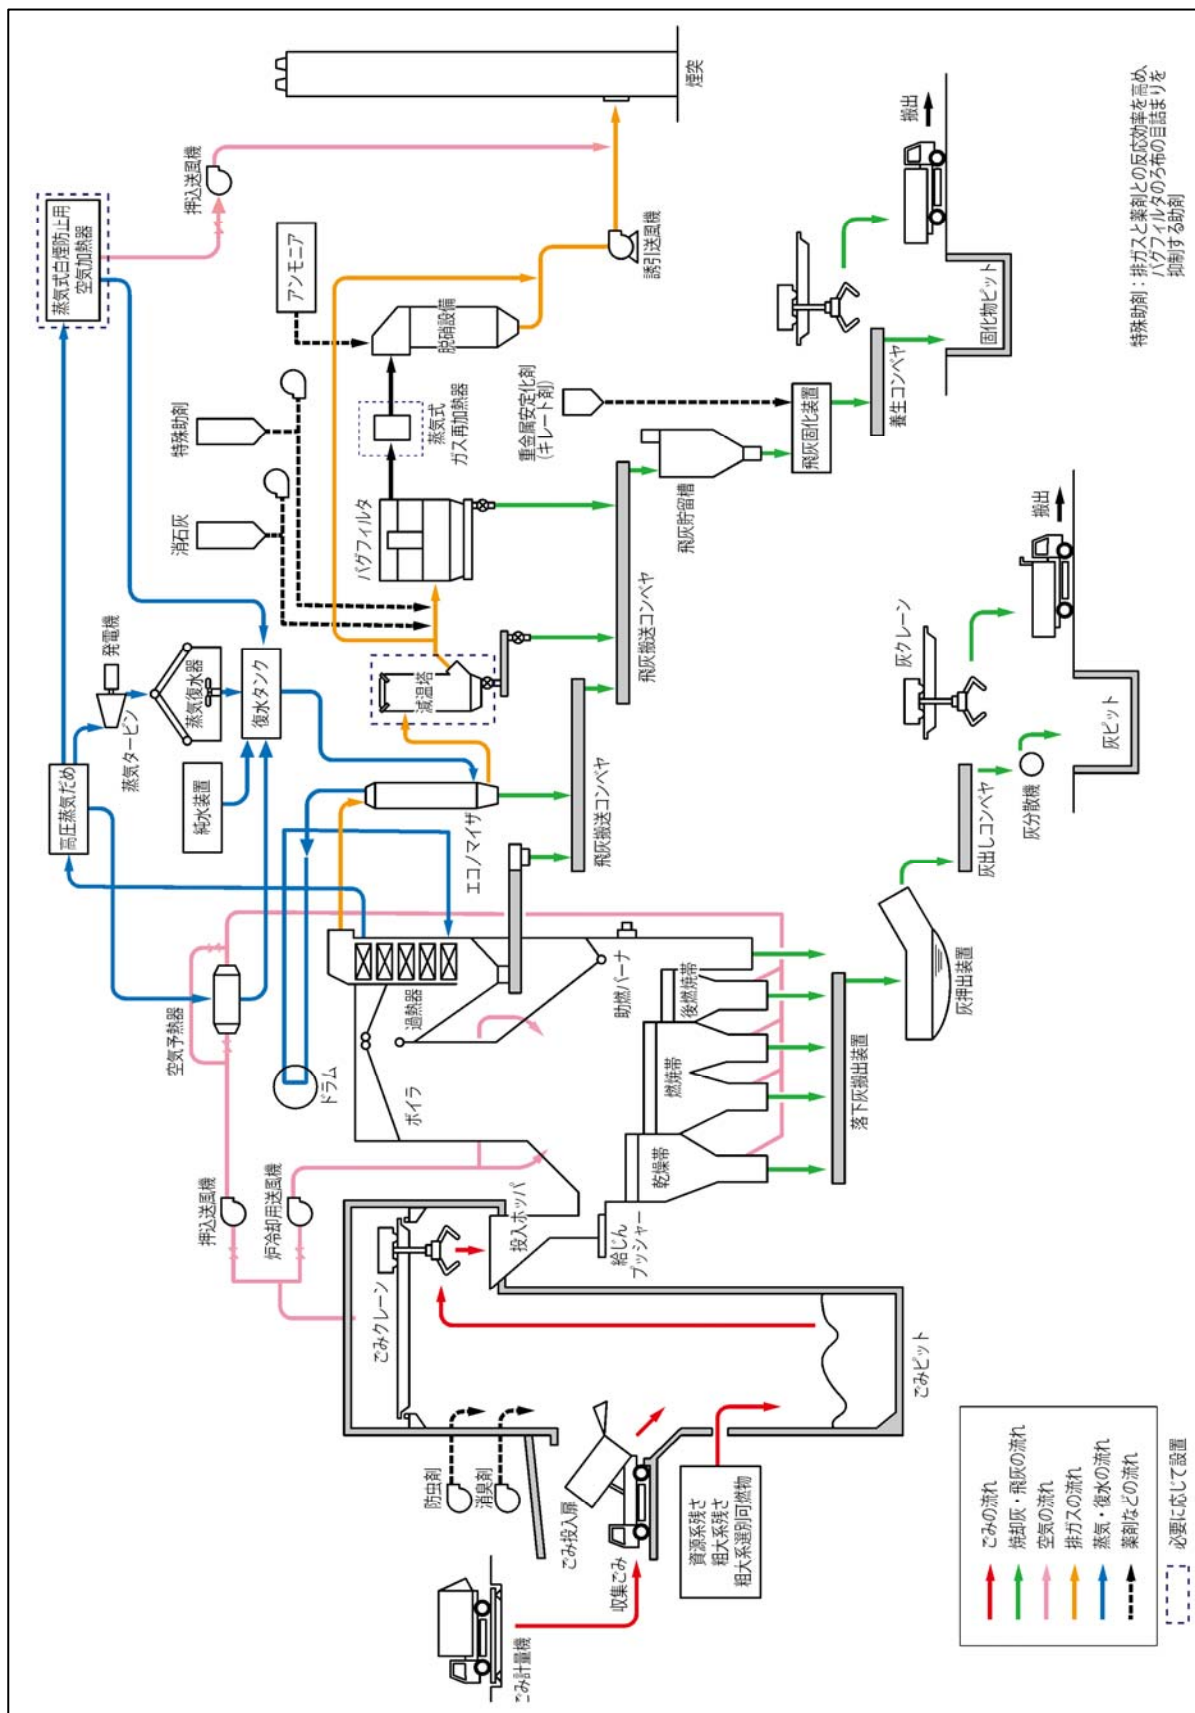 ごみ計量機
収集ごみ
ごみ投入扉
防虫剤
消臭剤
資源系残さ
粗大系残さ
粗大系選別可燃物
ごみピット
ごみクレーン
投入ホッパ
給じん
プッシャー
押込送風機
炉冷却用送風機
空気予熱器
ドラム
ボイラ
過熱器
助燃バーナ
乾燥帯
燃焼帯
後燃焼帯
落下灰搬出装置
灰押出装置
灰出しコンベヤ
灰分散機
灰ピット
灰クレーン
搬出
高圧蒸気だめ
蒸気タービン
発電機
蒸気復水器
復水タンク
純水装置
エコノマイザ
飛灰搬送コンベヤ
減温塔
飛灰搬送コンベヤ
消石灰
特殊助剤
バグフィルタ
蒸気式
ガス再加熱器
アンモニア
脱硝設備
蒸気式白煙防止用
空気加熱器
押込送風機
誘引送風機
煙突
飛灰貯留槽
重金属安定化剤
(キレート剤)
飛灰固化装置
養生コンベヤ
固化物ピット
搬出
特殊助剤：排ガスと薬剤との反応効率を高め、
バグフィルタのろ布の目詰まりを
抑制する助剤
ごみの流れ
焼却灰・飛灰の流れ
空気の流れ
排ガスの流れ
蒸気・復水の流れ
薬剤などの流れ
必要に応じて設置